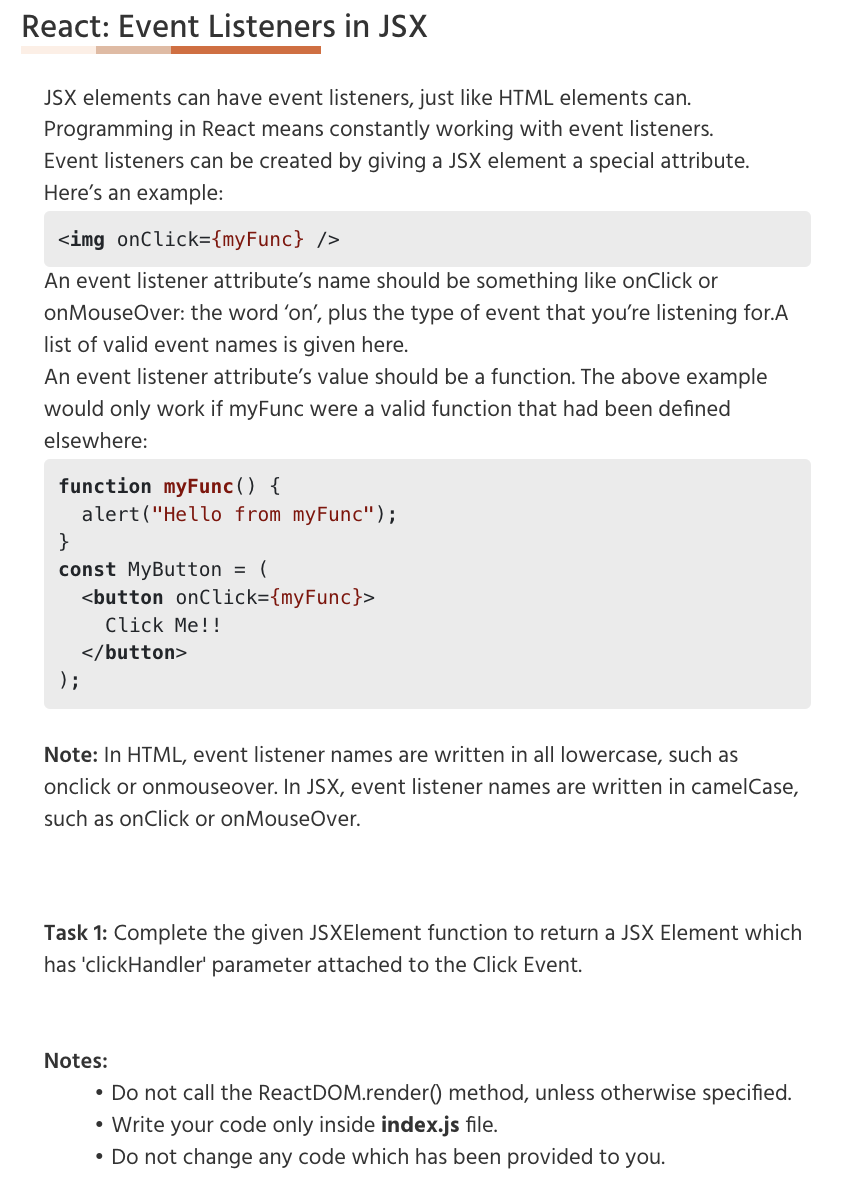 React: Event Listeners in JSX
JSX elements can have event listeners, just like HTML elements can.
Programming in React means constantly working with event listeners.
Event listeners can be created by giving a JSX element a special attribute.
Here’s an example:
<img onClick={myFunc} />
An event listener attribute’s name should be something like onClick or
onMouseOver: the word ‘on’, plus the type of event that you’re listening for.A
list of valid event names is given here.
An event listener attribute’s value should be a function. The above example
would only work if myFunc were a valid function that had been defined
elsewhere:
function myFunc() {
  alert("Hello from myFunc");
}
const MyButton = (
  <button onClick={myFunc}>
    Click Me!!
  </button>
);
Note: In HTML, event listener names are written in all lowercase, such as
onclick or onmouseover. In JSX, event listener names are written in camelCase,
such as onClick or onMouseOver.
Task 1: Complete the given JSXElement function to return a JSX Element which
has 'clickHandler' parameter attached to the Click Event.
Notes:
• Do not call the ReactDOM.render() method, unless otherwise specified.
• Write your code only inside index.js file.
• Do not change any code which has been provided to you.